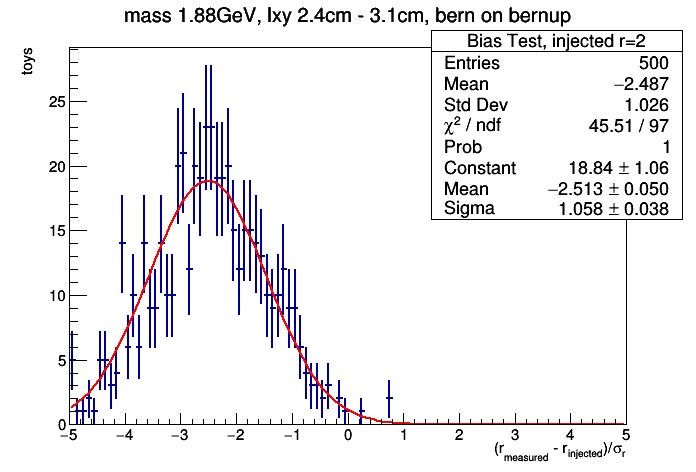 mass 1.88GeV, lxy 2.4cm - 3.1cm, bern on bernup
Bias Test, injected r=2
Entries 500
Mean −2.487
Std Dev 1.026
χ² / ndf 45.51 / 97
Prob 1
Constant 18.84 ± 1.06
Mean −2.513 ± 0.050
Sigma 1.058 ± 0.038
toys
25
20
15
10
5
0
−5 −4 −3 −2 −1 0 1 2 3 4 5
(r_measured - r_injected)/σ_r